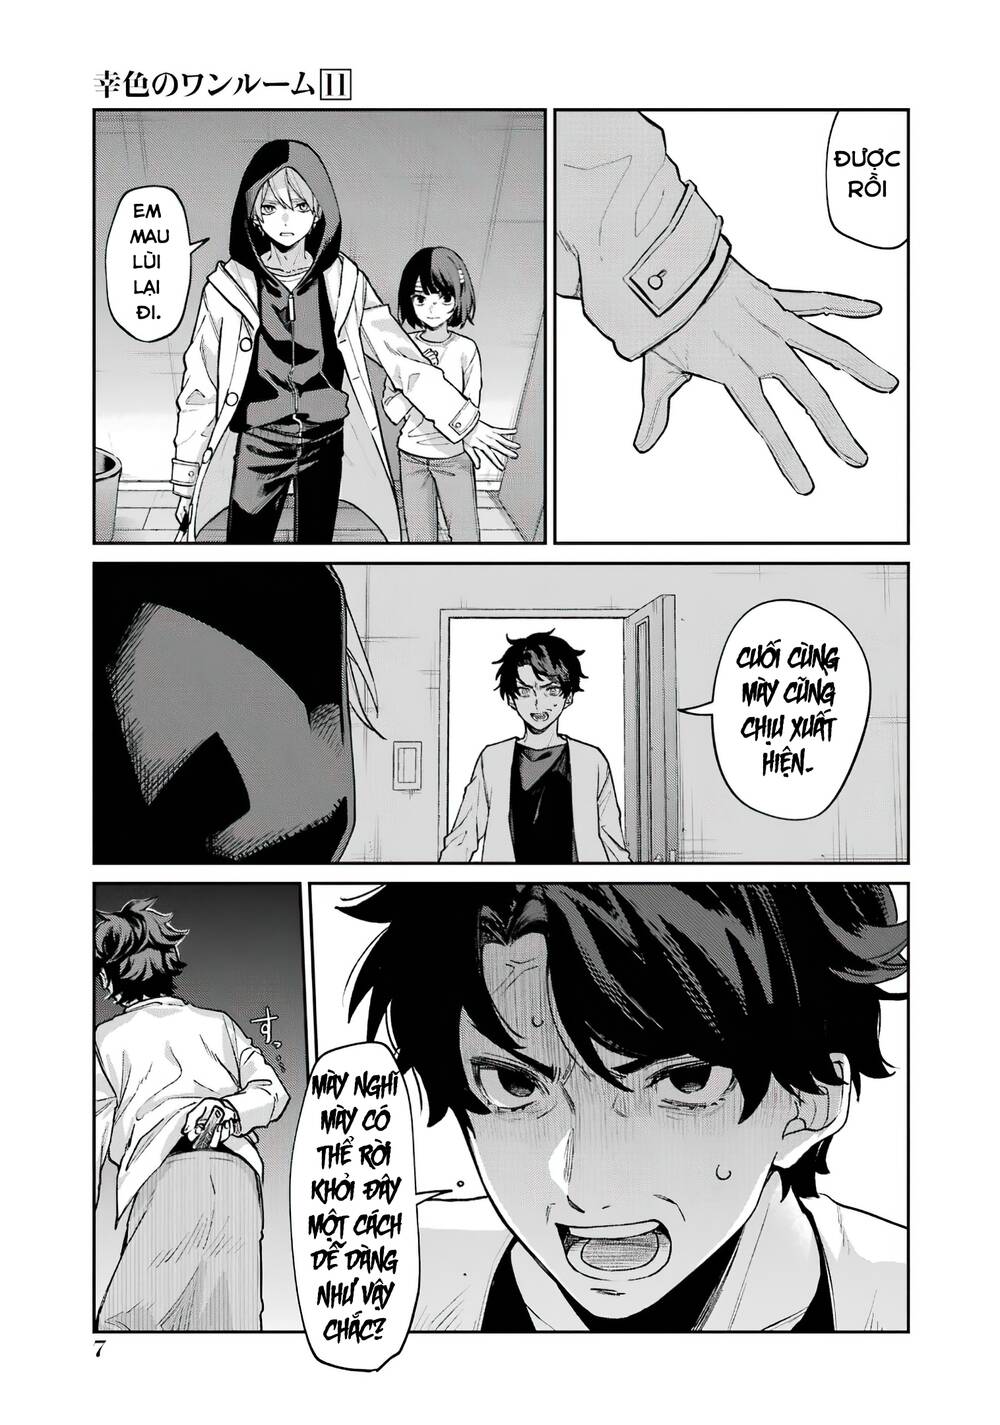 幸色のワンルーム 11
ĐƯỢC
RỒI
EM
MAU
LÙI
LẠI
ĐI.
CUỐI CÙNG
MÀY CŨNG
CHỊU XUẤT
HIỆN..
すっ…
MÀY NGHĨ
MÀY CÓ
THỂ RỜI
KHỎI ĐÂY
MỘT CÁCH
DỄ DÀNG
NHƯ VẬY
CHẮC?
7